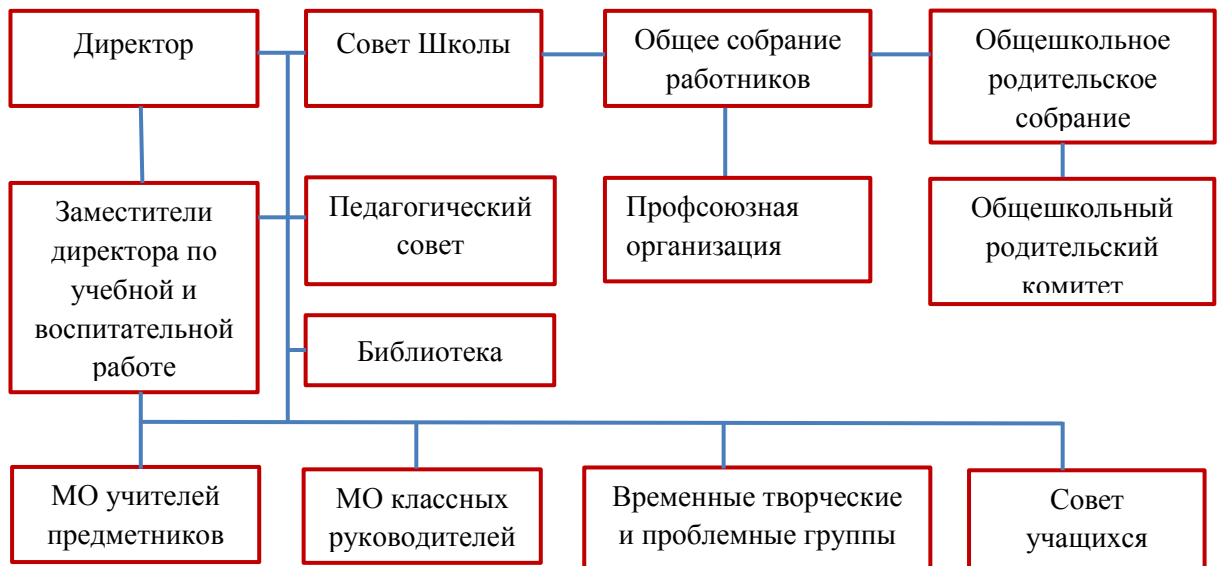 Директор
Совет Школы
Общее собрание
работников
Общешкольное
родительское
собрание
Заместители
директора по
учебной и
воспитательной
работе
Педагогический
совет
Профсоюзная
организация
Общешкольный
родительский
комитет
Библиотека
МО учителей
предметников
МО классных
руководителей
Временные творческие
и проблемные группы
Совет
учащихся